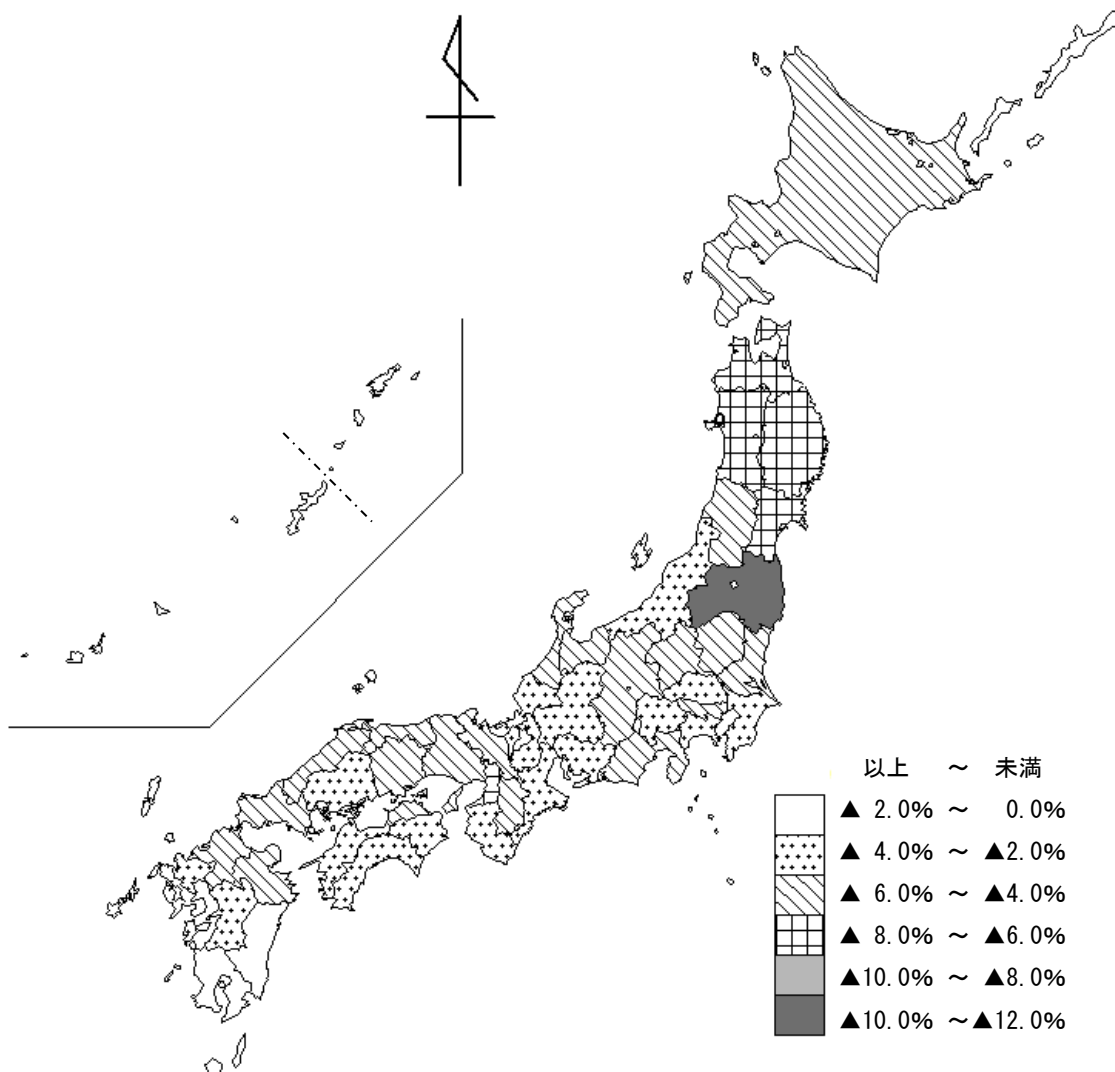 以上 ～ 未満
▲ 2.0% ～ 0.0%
▲ 4.0% ～ ▲2.0%
▲ 6.0% ～ ▲4.0%
▲ 8.0% ～ ▲6.0%
▲10.0% ～ ▲8.0%
▲10.0% ～▲12.0%